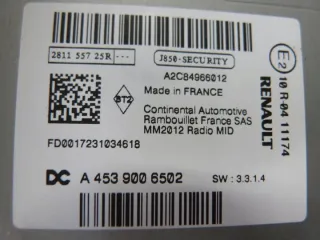 2811 557 25R ---
J850-SECURITY
A2C84966012
Made in FRANCE
BT2
Continental Automotive
Rambouillet France SAS
MM2012 Radio MID
FD0017231034618
DC A 453 900 6502
SW : 3.3.1.4
E2
10 R-04 11174
RENAULT